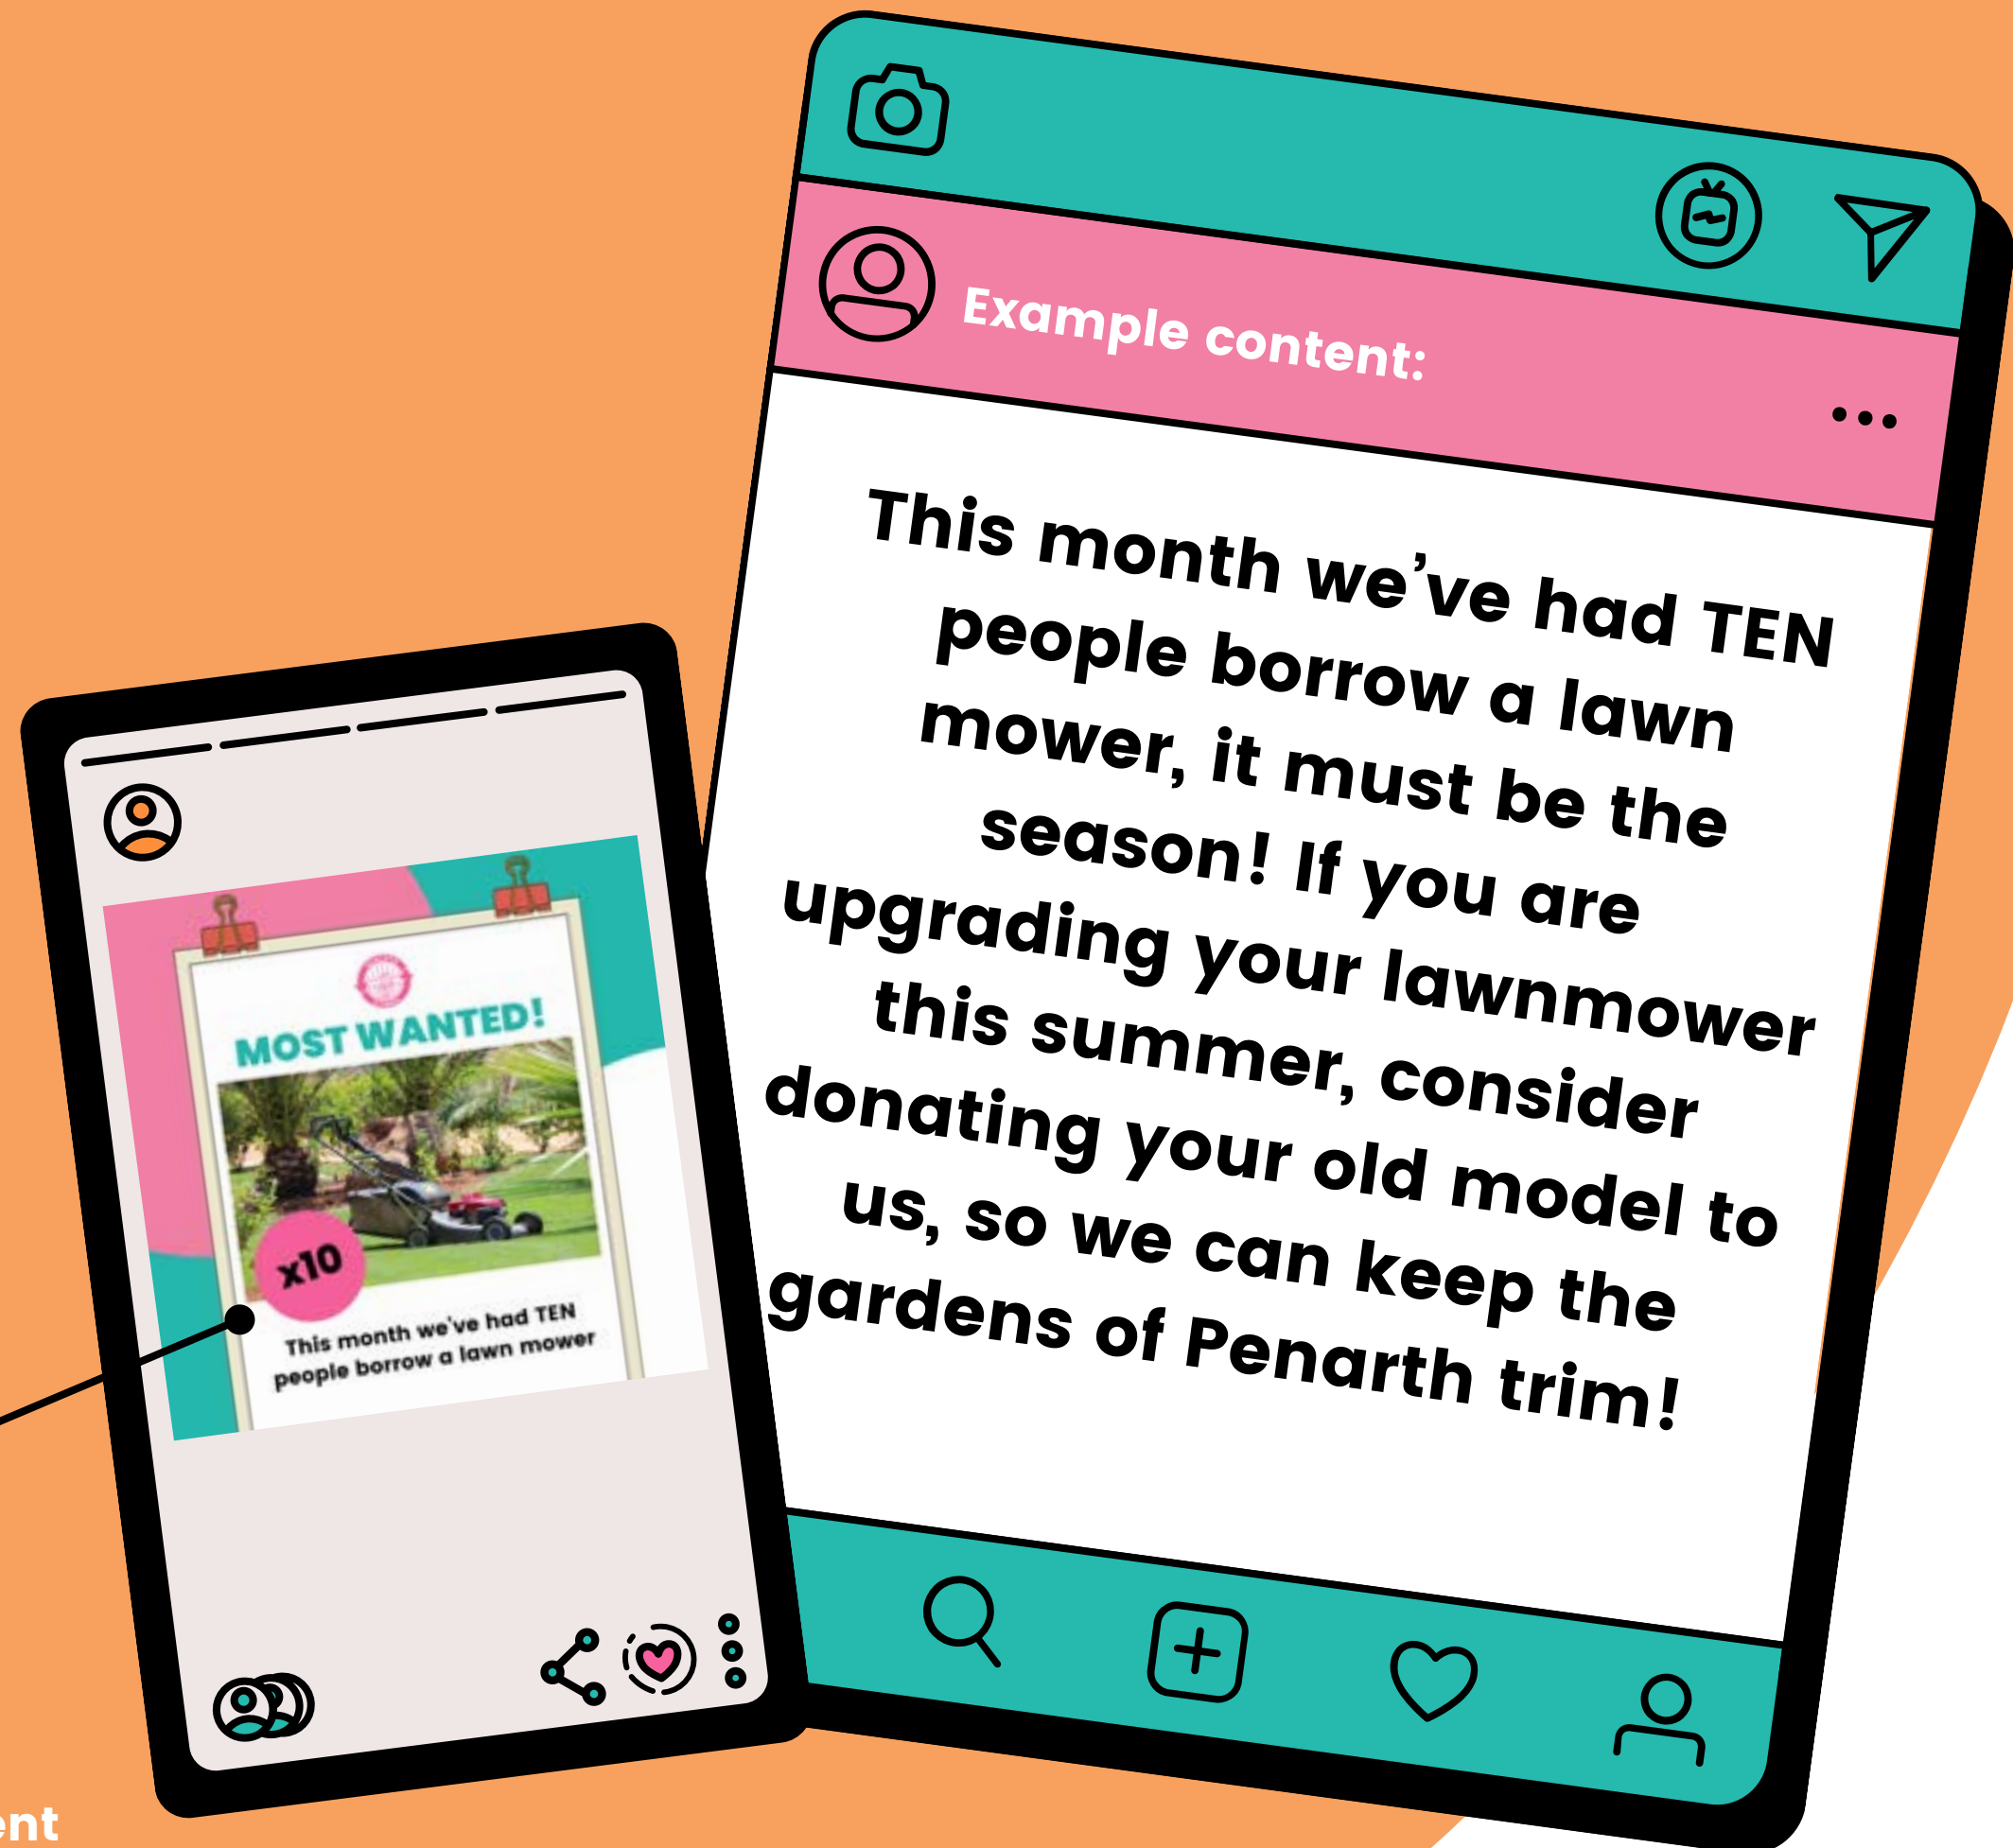 Example content:
This month we've had TEN
people borrow a lawn
mower, it must be the
season! If you are
upgrading your lawnmower
this summer, consider
donating your old model to
us, so we can keep the
gardens of Penarth trim!
MOST WANTED!
x10
This month we've had TEN
people borrow a lawn mower